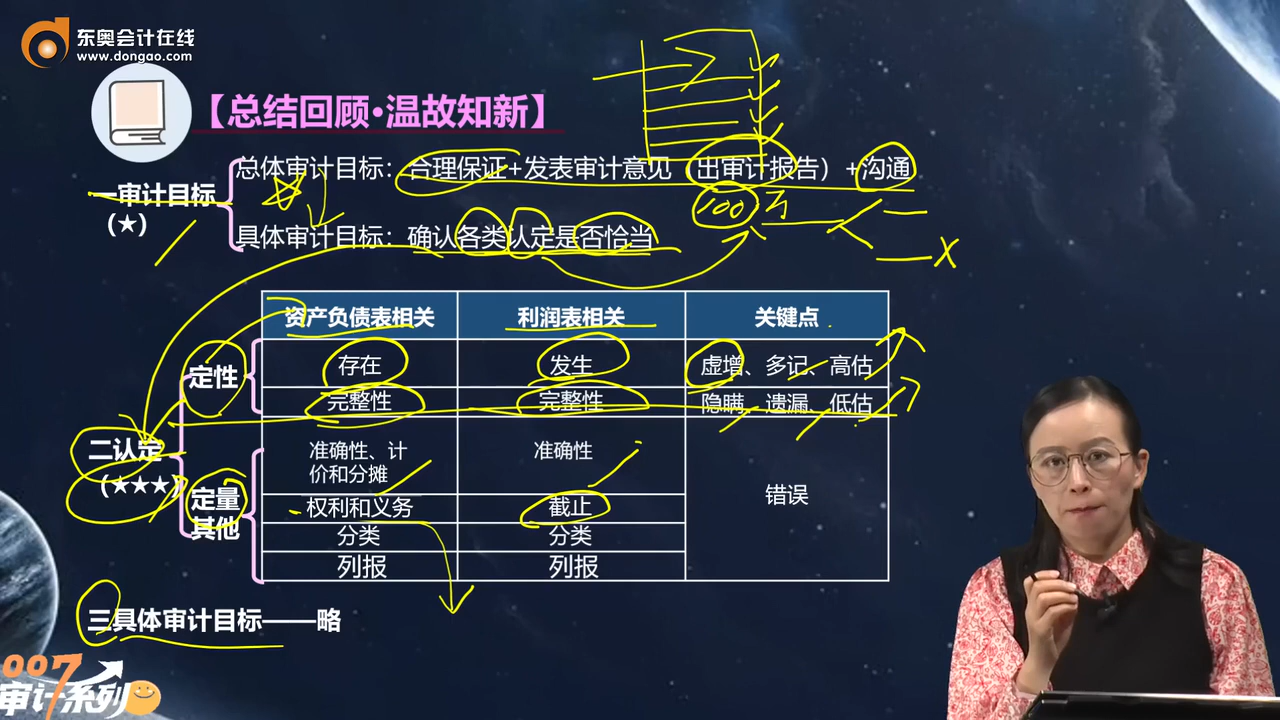 东奥会计在线
www.dongao.com
【总结回顾·温故知新】
总体审计目标：合理保证+发表审计意见（出审计报告）+沟通
一审计目标
（★）
100万
X
具体审计目标：确认各类认定是否恰当
资产负债表相关 利润表相关 关键点
定性
存在 发生 虚增、多记、高估
完整性 完整性 隐瞒、遗漏、低估
二认定
（★★★）
准确性、计
价和分摊
准确性
定量
其他
权利和义务 截止 错误
分类 分类
列报 列报
三具体审计目标——略
007
审计系列